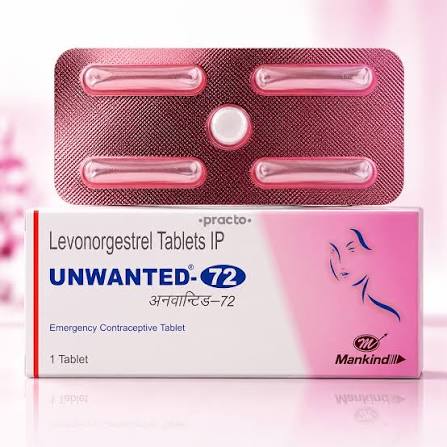 •practo•
Levonorgestrel Tablets IP
UNWANTED®-72
अनवान्टिड–72
Emergency Contraceptive Tablet
1 Tablet
m
Mankind